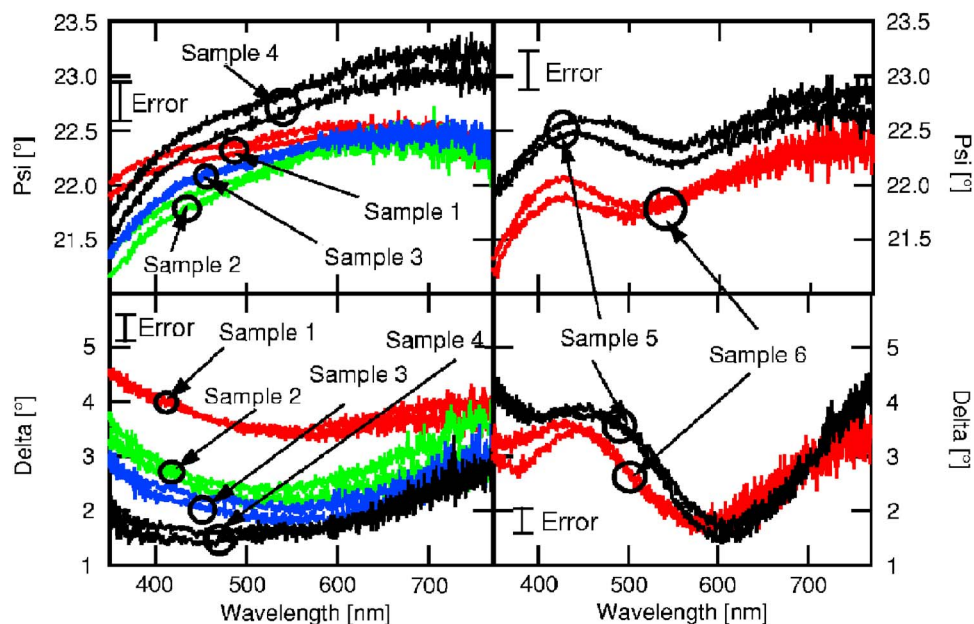 23.5
23.0
22.5
22.0
21.5
Psi [°]
Error
Sample 4
Sample 1
Sample 3
Sample 2
Error
23.5
23.0
22.5
22.0
21.5
Psi [°]
5
4
3
2
1
Delta [°]
Error
Sample 1
Sample 4
Sample 3
Sample 2
Sample 5
Sample 6
Error
5
4
3
2
1
Delta [°]
400 500 600 700
Wavelength [nm]
400 500 600 700
Wavelength [nm]